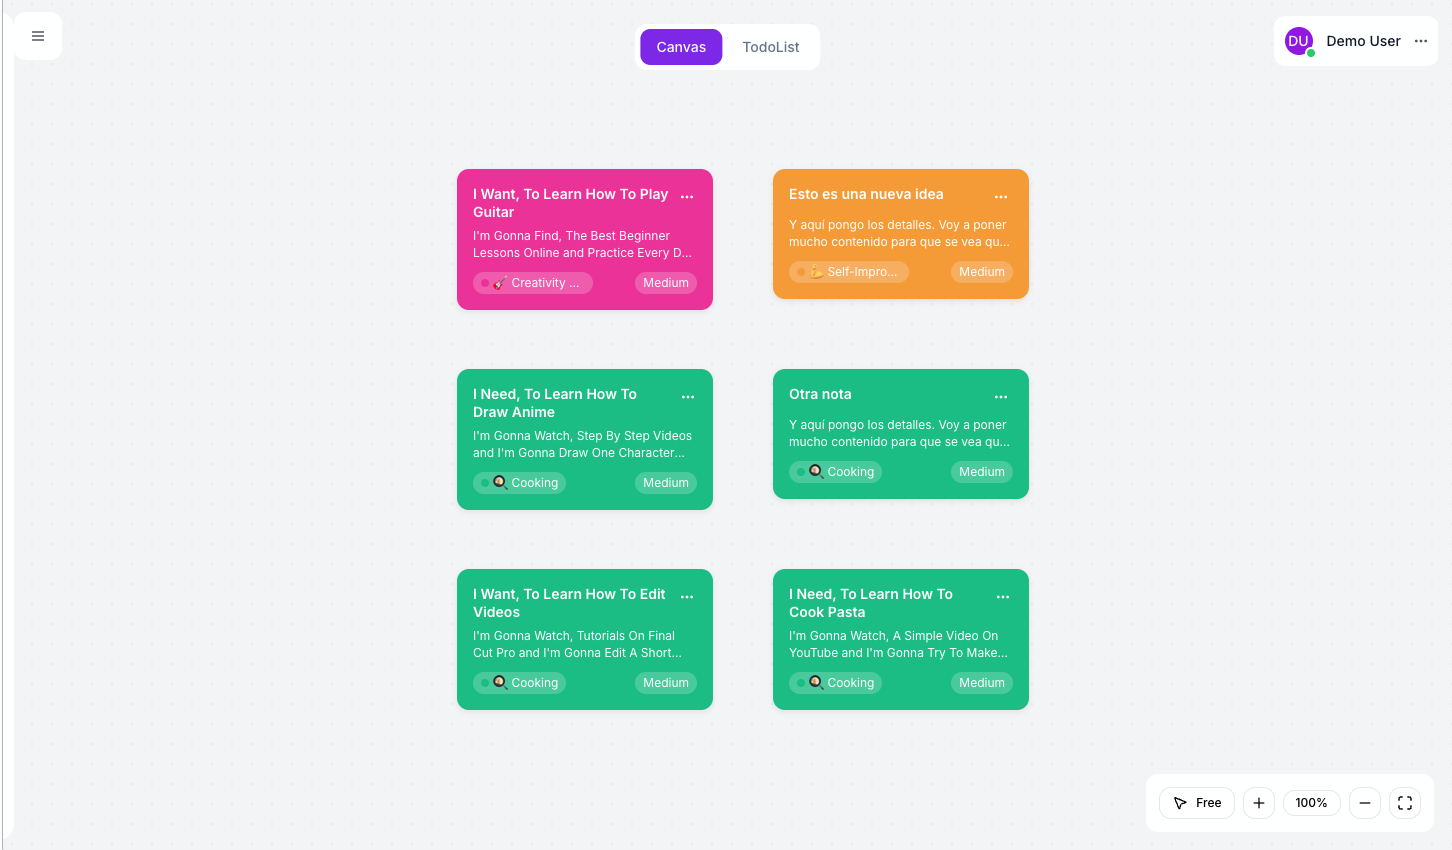 Canvas
TodoList
DU
Demo User
I Want, To Learn How To Play
Guitar
I'm Gonna Find, The Best Beginner
Lessons Online and Practice Every D...
Creativity ...
Medium
Esto es una nueva idea
Y aquí pongo los detalles. Voy a poner
mucho contenido para que se vea qu...
Self-Impro...
Medium
I Need, To Learn How To
Draw Anime
I'm Gonna Watch, Step By Step Videos
and I'm Gonna Draw One Character...
Cooking
Medium
Otra nota
Y aquí pongo los detalles. Voy a poner
mucho contenido para que se vea qu...
Cooking
Medium
I Want, To Learn How To Edit
Videos
I'm Gonna Watch, Tutorials On Final
Cut Pro and I'm Gonna Edit A Short...
Cooking
Medium
I Need, To Learn How To
Cook Pasta
I'm Gonna Watch, A Simple Video On
YouTube and I'm Gonna Try To Make...
Cooking
Medium
Free
100%